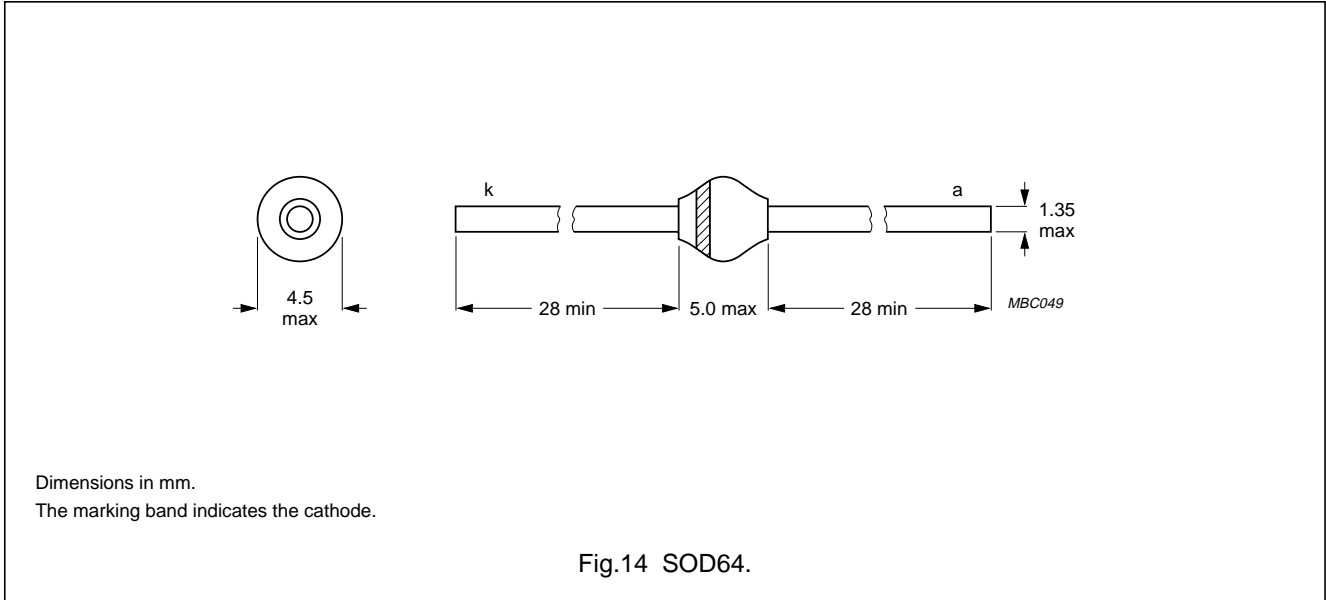 k
a
1.35
max
4.5
max
28 min
5.0 max
28 min
MBC049
Dimensions in mm.
The marking band indicates the cathode.
Fig.14 SOD64.